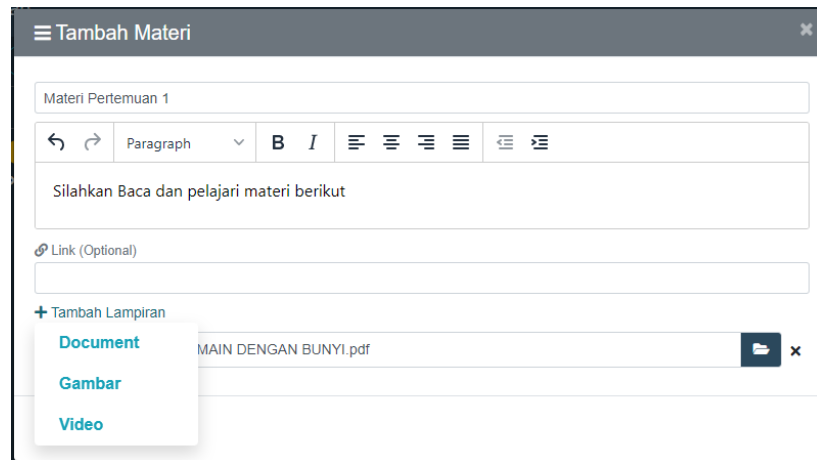 Tambah Materi
Materi Pertemuan 1
Paragraph B I
Silahkan Baca dan pelajari materi berikut
Link (Optional)
Tambah Lampiran
Document
MAIN DENGAN BUNYI.pdf
Gambar
Video